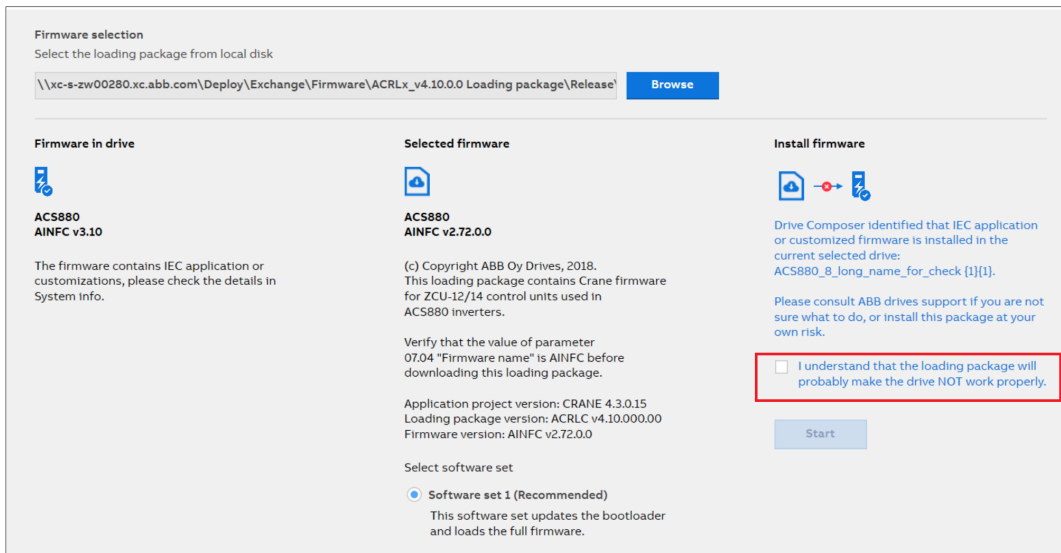 Firmware selection
Select the loading package from local disk
\\xc-s-zw00280.xc.abb.com\Deploy\Exchange\Firmware\ACRLx_v4.10.0.0 Loading package\Release\
Browse
Firmware in drive
ACS880
AINFC v3.10
The firmware contains IEC application or
customizations, please check the details in
System info.
Selected firmware
ACS880
AINFC v2.72.0.0
(c) Copyright ABB Oy Drives, 2018.
This loading package contains Crane firmware
for ZCU-12/14 control units used in
ACS880 inverters.
Verify that the value of parameter
07.04 "Firmware name" is AINFC before
downloading this loading package.
Application project version: CRANE 4.3.0.15
Loading package version: ACRLC v4.10.000.00
Firmware version: AINFC v2.72.0.0
Select software set
Software set 1 (Recommended)
This software set updates the bootloader
and loads the full firmware.
Install firmware
Drive Composer identified that IEC application
or customized firmware is installed in the
current selected drive:
ACS880_8_long_name_for_check {1}{1}.
Please consult ABB drives support if you are not
sure what to do, or install this package at your
own risk.
I understand that the loading package will
probably make the drive NOT work properly.
Start